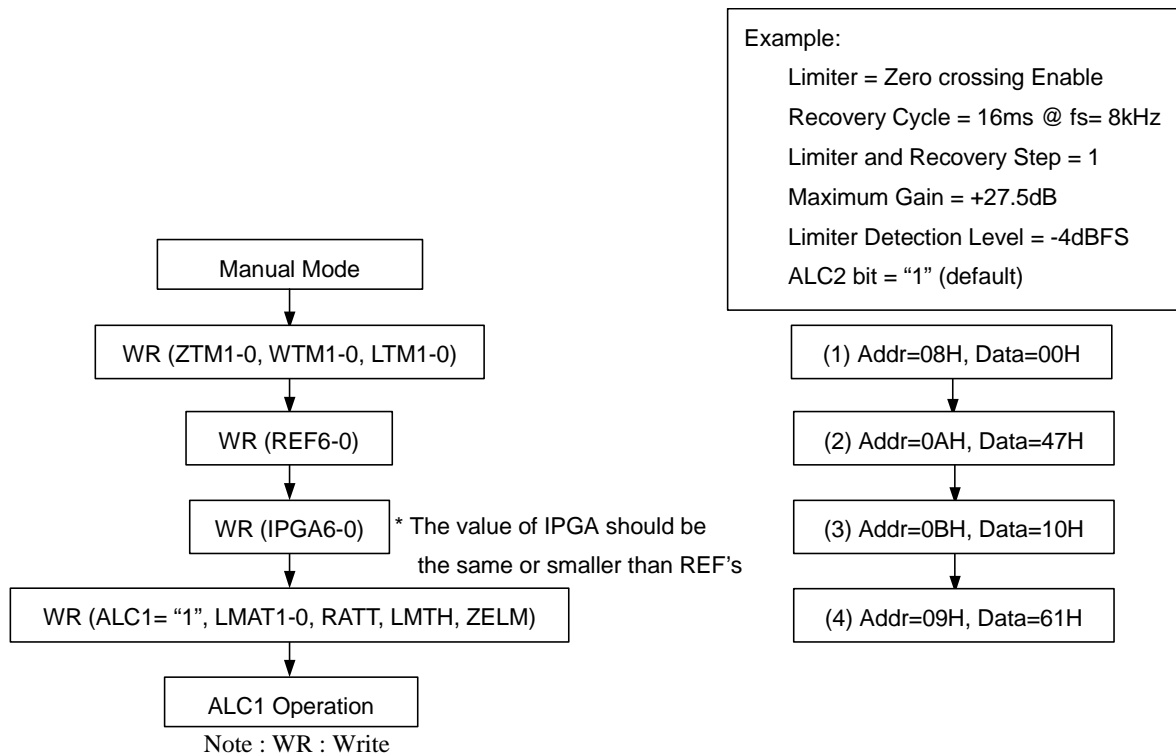 Example:
Limiter = Zero crossing Enable
Recovery Cycle = 16ms @ fs= 8kHz
Limiter and Recovery Step = 1
Maximum Gain = +27.5dB
Limiter Detection Level = -4dBFS
ALC2 bit = “1” (default)
Manual Mode
WR (ZTM1-0, WTM1-0, LTM1-0)
WR (REF6-0)
WR (IPGA6-0)
* The value of IPGA should be
the same or smaller than REF’s
WR (ALC1= “1”, LMAT1-0, RATT, LMTH, ZELM)
ALC1 Operation
Note : WR : Write
(1) Addr=08H, Data=00H
(2) Addr=0AH, Data=47H
(3) Addr=0BH, Data=10H
(4) Addr=09H, Data=61H